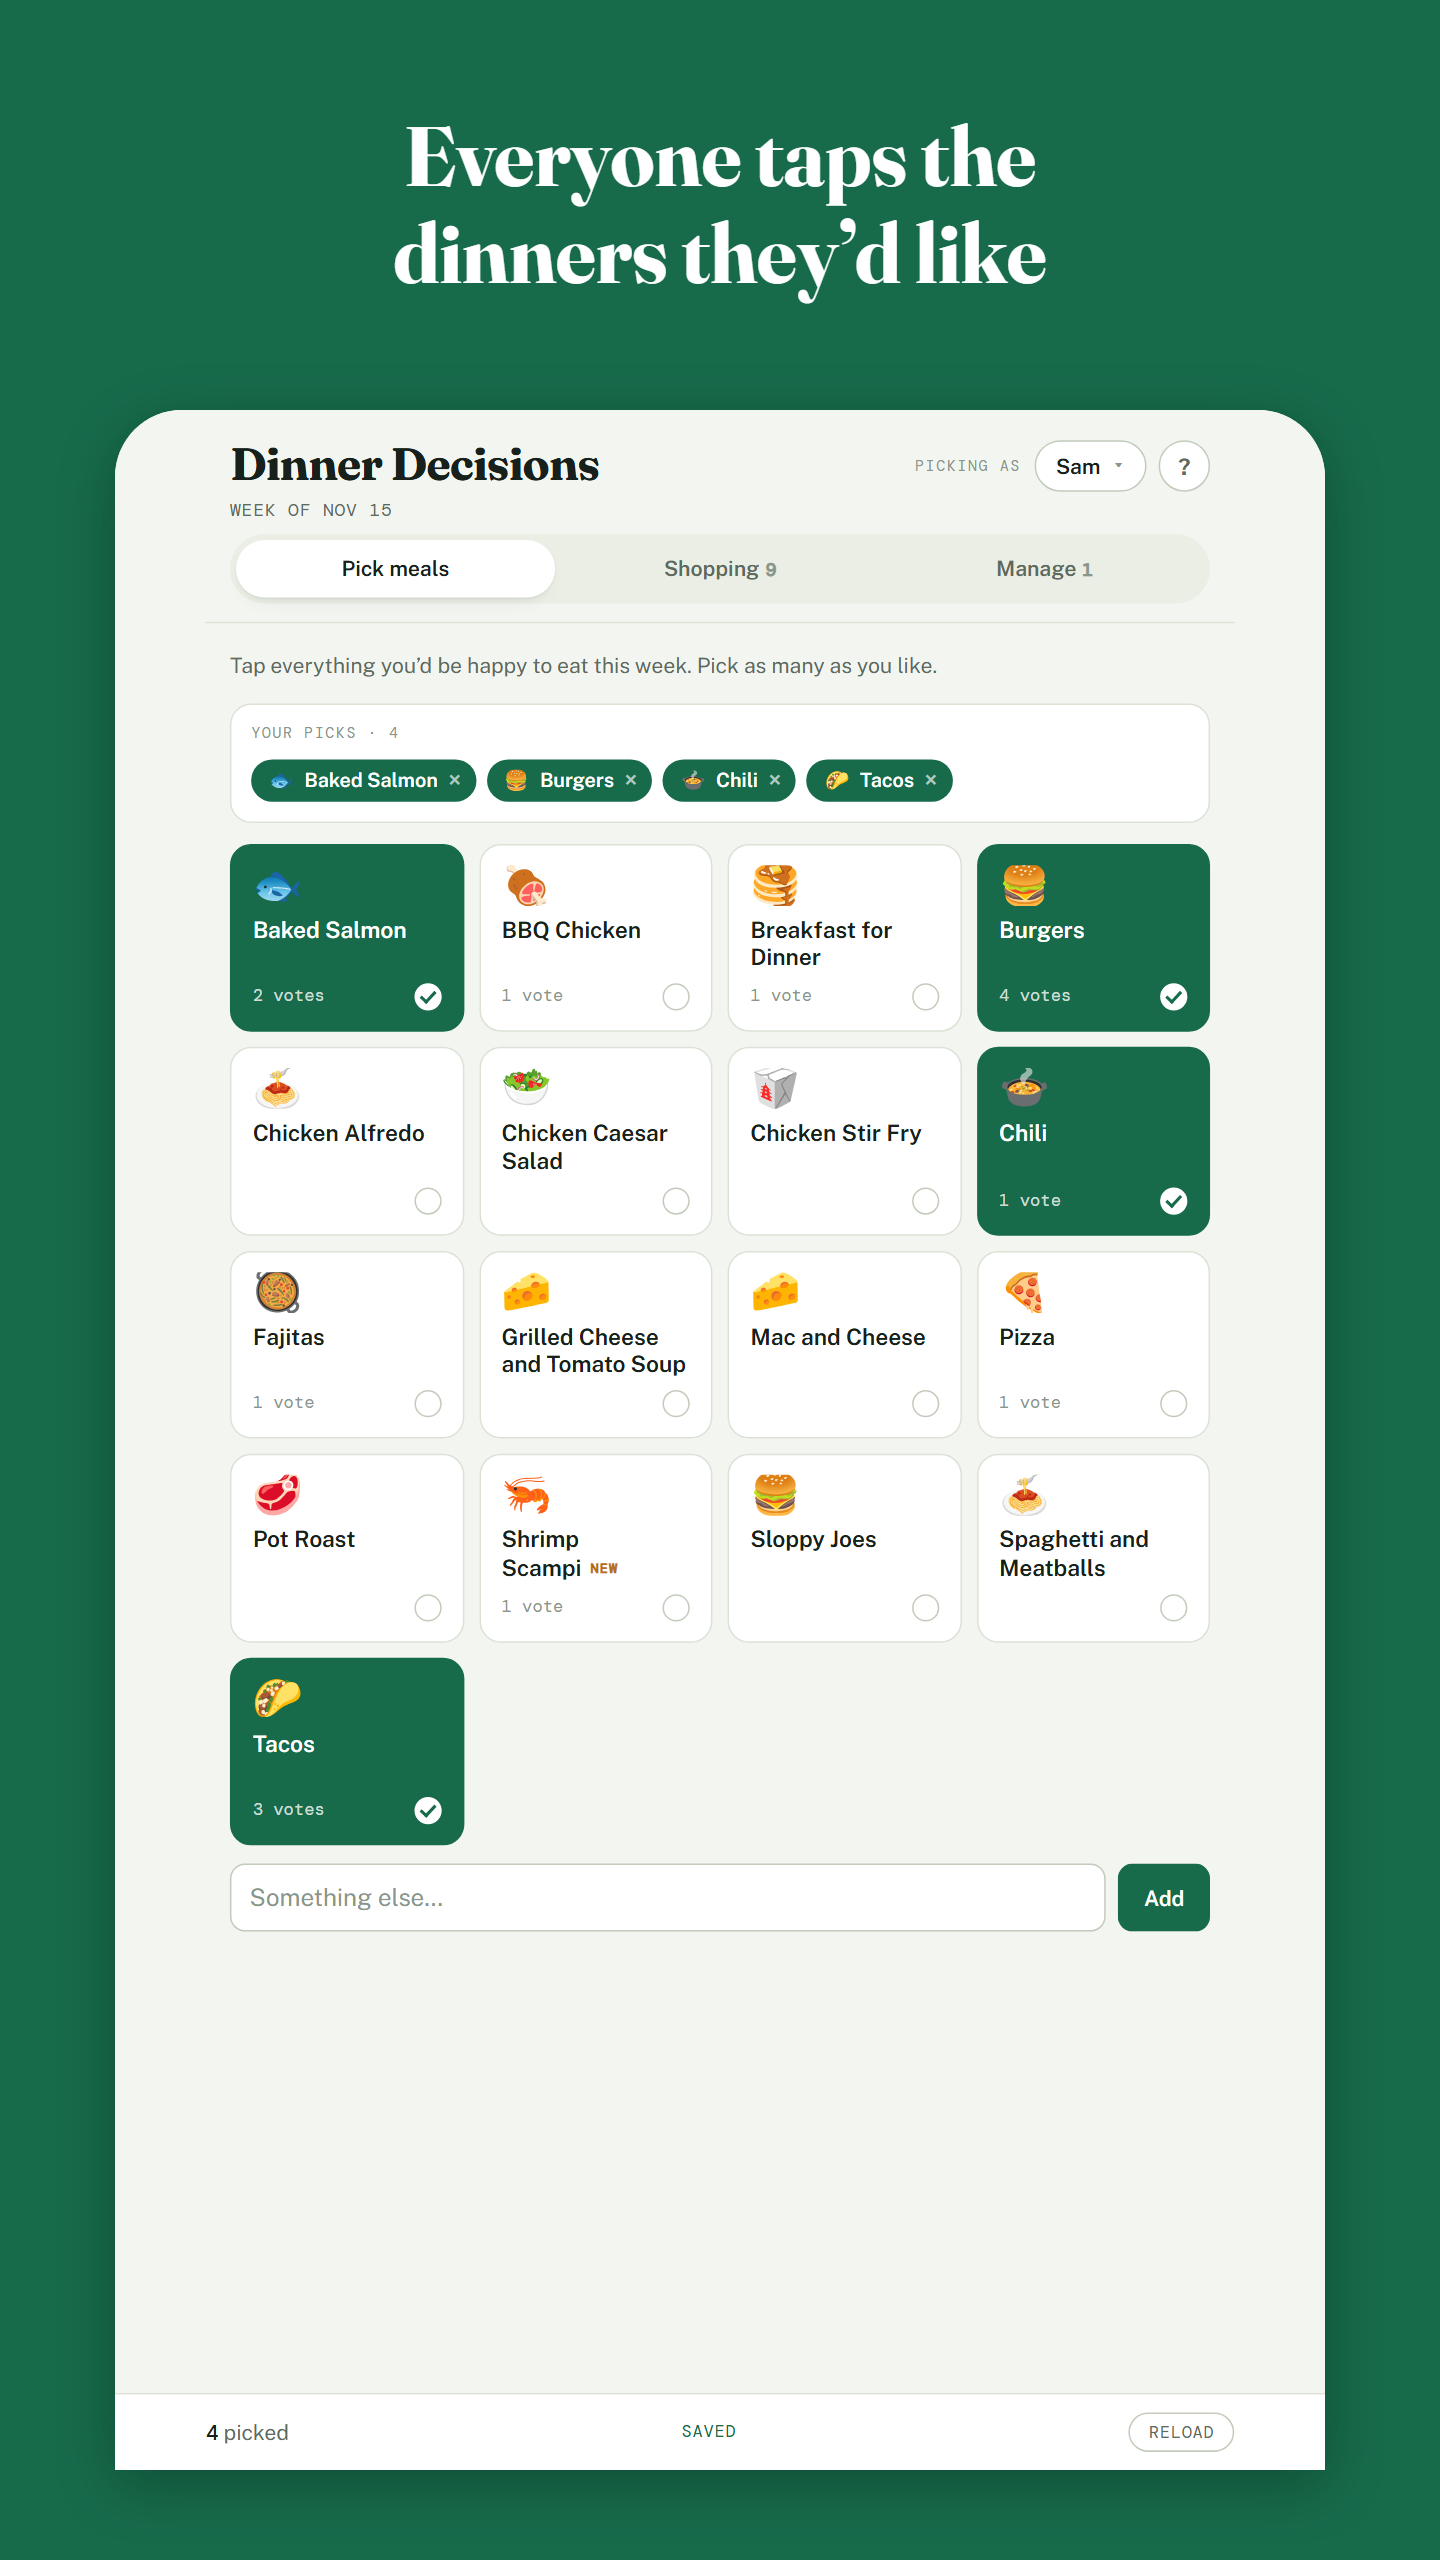 Everyone taps the
dinners they’d like
Dinner Decisions
PICKING AS
Sam
?
WEEK OF NOV 15
Pick meals
Shopping 9
Manage 1
Tap everything you’d be happy to eat this week. Pick as many as you like.
YOUR PICKS · 4
Baked Salmon ×
Burgers ×
Chili ×
Tacos ×
Baked Salmon
2 votes
BBQ Chicken
1 vote
Breakfast for
Dinner
1 vote
Burgers
4 votes
Chicken Alfredo
Chicken Caesar
Salad
Chicken Stir Fry
Chili
1 vote
Fajitas
1 vote
Grilled Cheese
and Tomato Soup
Mac and Cheese
Pizza
1 vote
Pot Roast
Shrimp
Scampi NEW
1 vote
Sloppy Joes
Spaghetti and
Meatballs
Tacos
3 votes
Something else...
Add
4 picked
SAVED
RELOAD